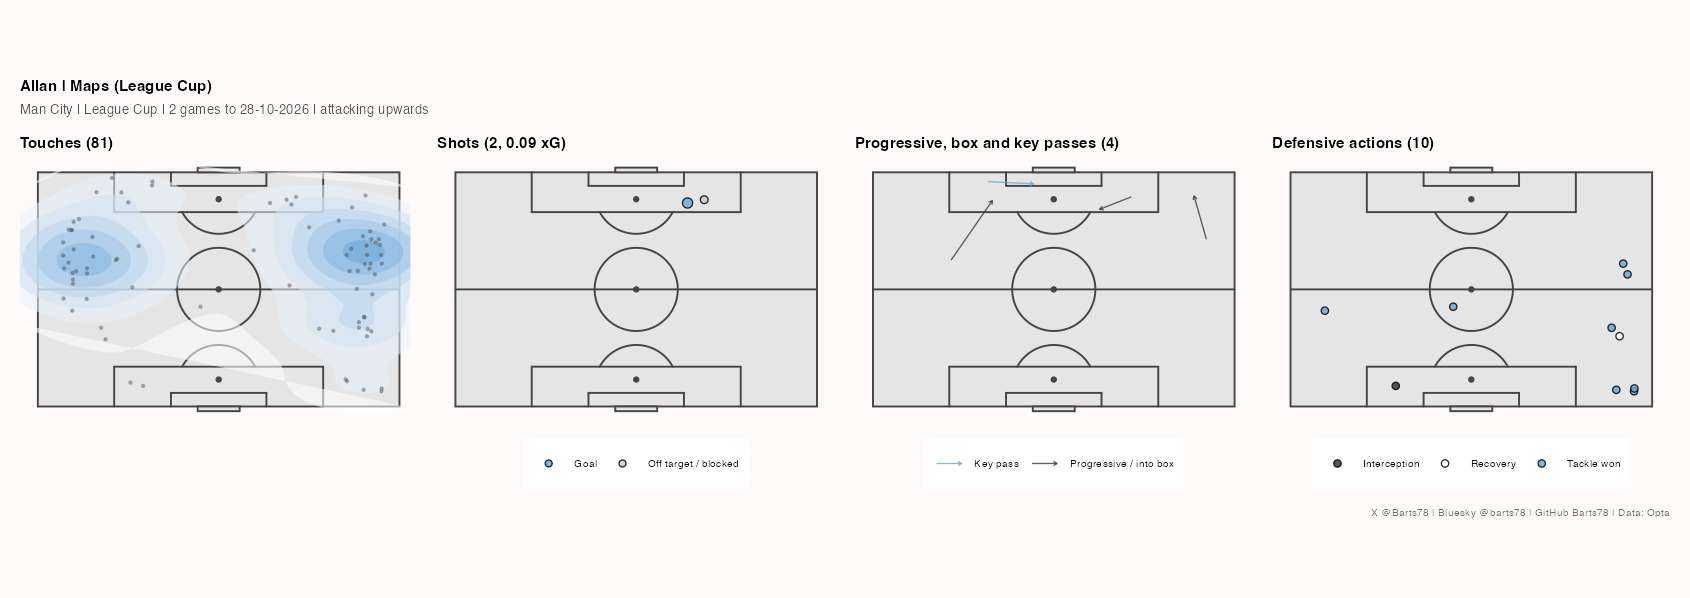 Allan | Maps (League Cup)
Man City | League Cup | 2 games to 28-10-2026 | attacking upwards
Touches (81)
Shots (2, 0.09 xG)
Progressive, box and key passes (4)
Defensive actions (10)
Goal
Off target / blocked
Key pass
Progressive / into box
Interception
Recovery
Tackle won
X @Barts78 | Bluesky @barts78 | GitHub Barts78 | Data: Opta